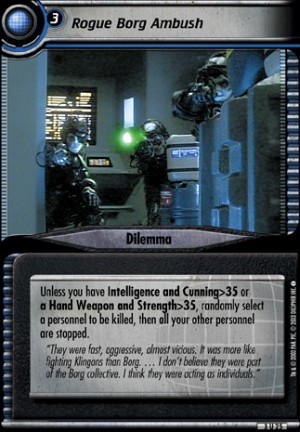 3 Rogue Borg Ambush
Dilemma
Unless you have Intelligence and Cunning>35 or
a Hand Weapon and Strength>35, randomly select
a personnel to be killed, then all your other personnel
are stopped.
"They were fast, aggressive, almost vicious. It was more like
fighting Klingons than Borg. … I don't believe they were part
of the Borg collective. I think they were acting as individuals."